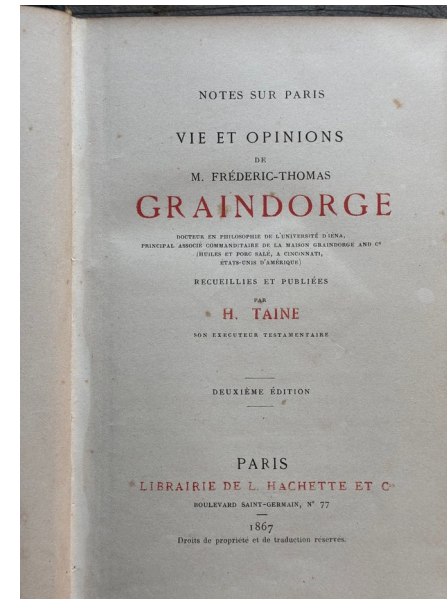 NOTES SUR PARIS
VIE ET OPINIONS
DE
M. FRÉDERIC-THOMAS
GRAINDORGE
DOCTEUR EN PHILOSOPHIE DE L'UNIVERSITÉ D'IENA,
PRINCIPAL ASSOCIÉ COMMANDITAIRE DE LA MAISON GRAINDORGE AND Cº
(HUILES ET PORC SALÉ, A CINCINNATI,
ÉTATS-UNIS D'AMÉRIQUE)
RECUEILLIES ET PUBLIÉES
PAR
H. TAINE
SON EXÉCUTEUR TESTAMENTAIRE
DEUXIÈME ÉDITION
PARIS
LIBRAIRIE DE L. HACHETTE ET Cⁱᵉ
BOULEVARD SAINT-GERMAIN, Nº 77
1867
Droits de propriété et de traduction réservés.